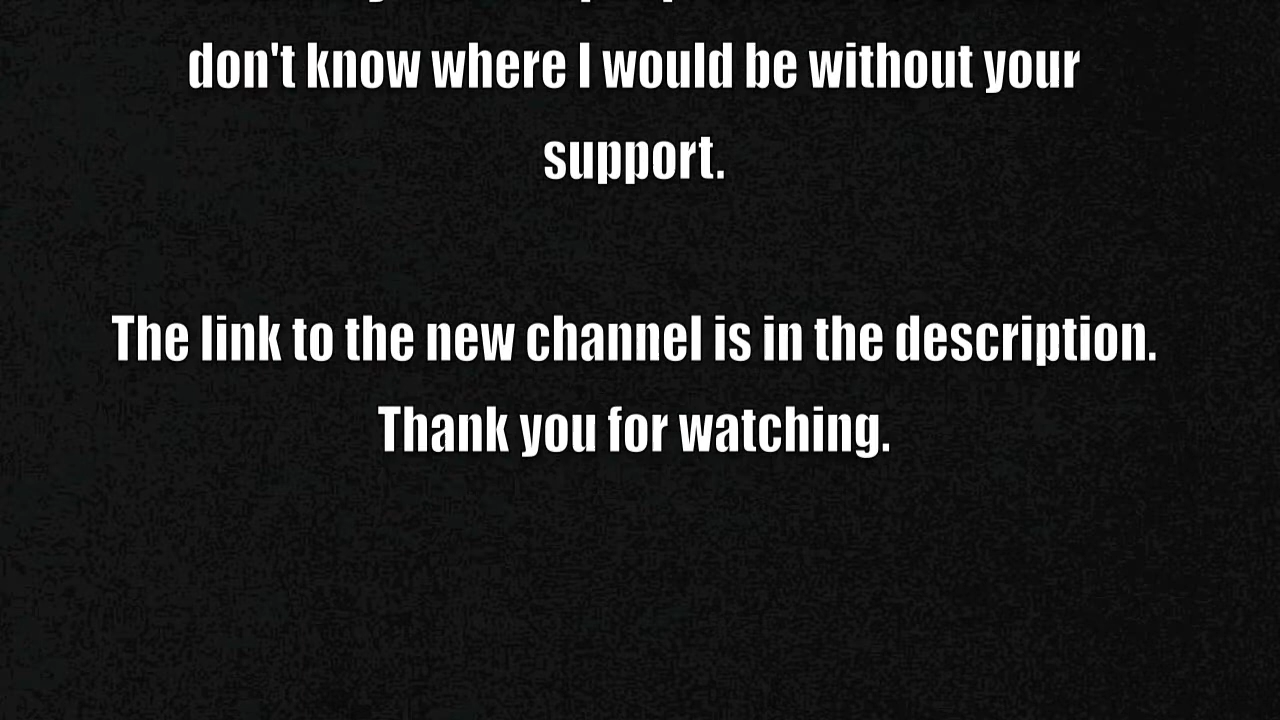 don't know where I would be without your
support.
The link to the new channel is in the description.
Thank you for watching.